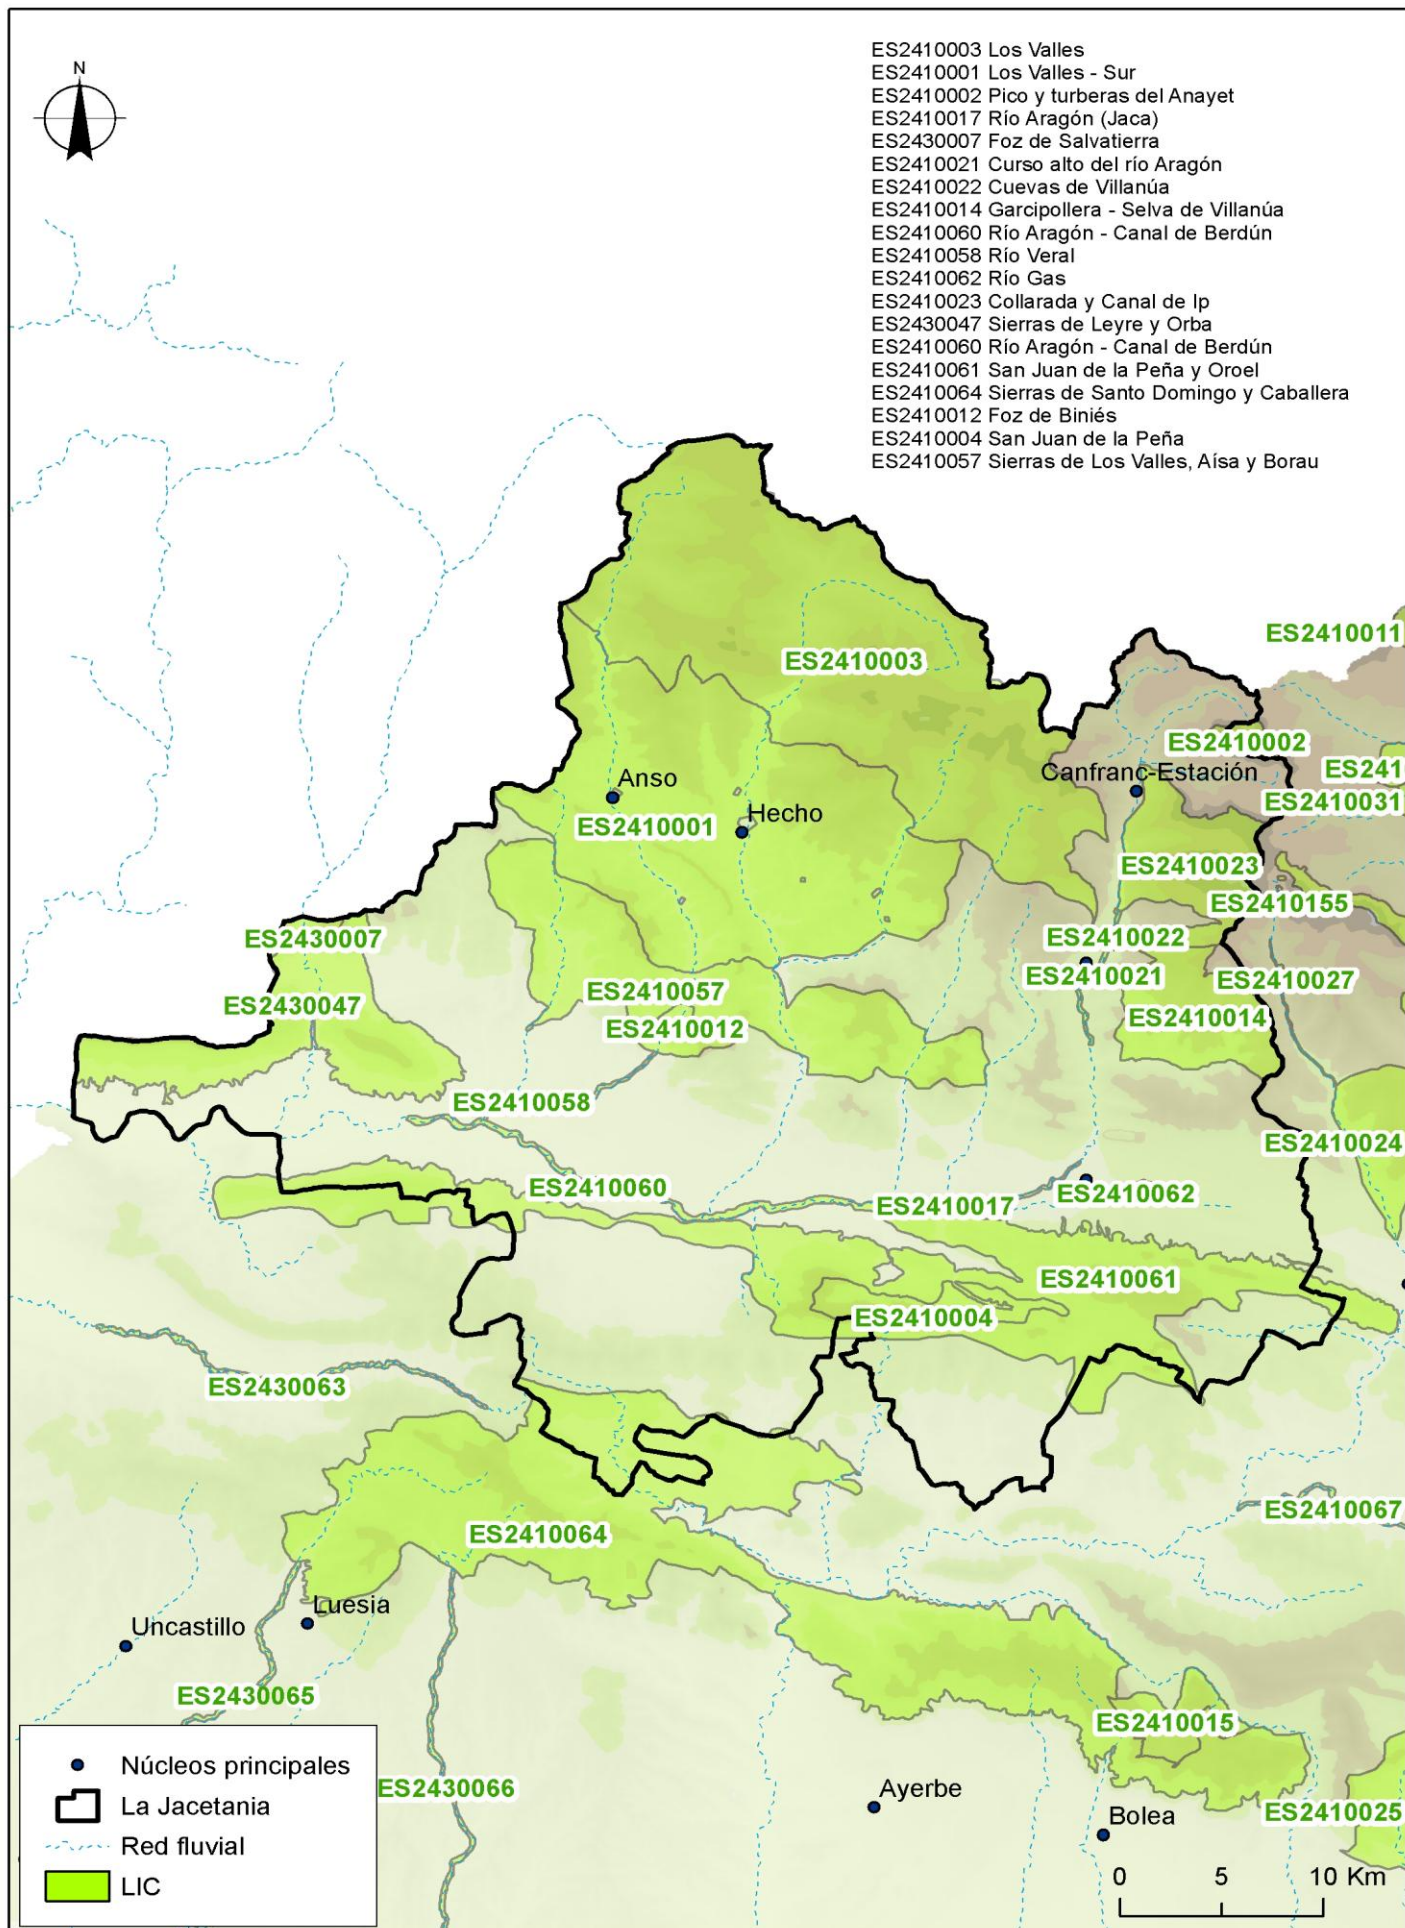 N
ES2410003 Los Valles
ES2410001 Los Valles - Sur
ES2410002 Pico y turberas del Anayet
ES2410017 Río Aragón (Jaca)
ES2430007 Foz de Salvatierra
ES2410021 Curso alto del río Aragón
ES2410022 Cuevas de Villanúa
ES2410014 Garcipollera - Selva de Villanúa
ES2410060 Río Aragón - Canal de Berdún
ES2410058 Río Veral
ES2410062 Río Gas
ES2410023 Collarada y Canal de Ip
ES2430047 Sierras de Leyre y Orba
ES2410060 Río Aragón - Canal de Berdún
ES2410061 San Juan de la Peña y Oroel
ES2410064 Sierras de Santo Domingo y Caballera
ES2410012 Foz de Biniés
ES2410004 San Juan de la Peña
ES2410057 Sierras de Los Valles, Aísa y Borau
ES2410011
ES2410003
ES2410002
ES241
Canfranc-Estación
Anso
ES2410031
Hecho
ES2410001
ES2410023
ES2410155
ES2430007
ES2410022
ES2410021
ES2410027
ES2410057
ES2430047
ES2410014
ES2410012
ES2410058
ES2410024
ES2410060
ES2410062
ES2410017
ES2410061
ES2410004
ES2430063
ES2410067
ES2410064
Luesia
Uncastillo
ES2430065
ES2410015
ES2430066
Ayerbe
Bolea
ES2410025
Núcleos principales
La Jacetania
Red fluvial
LIC
0 5 10 Km